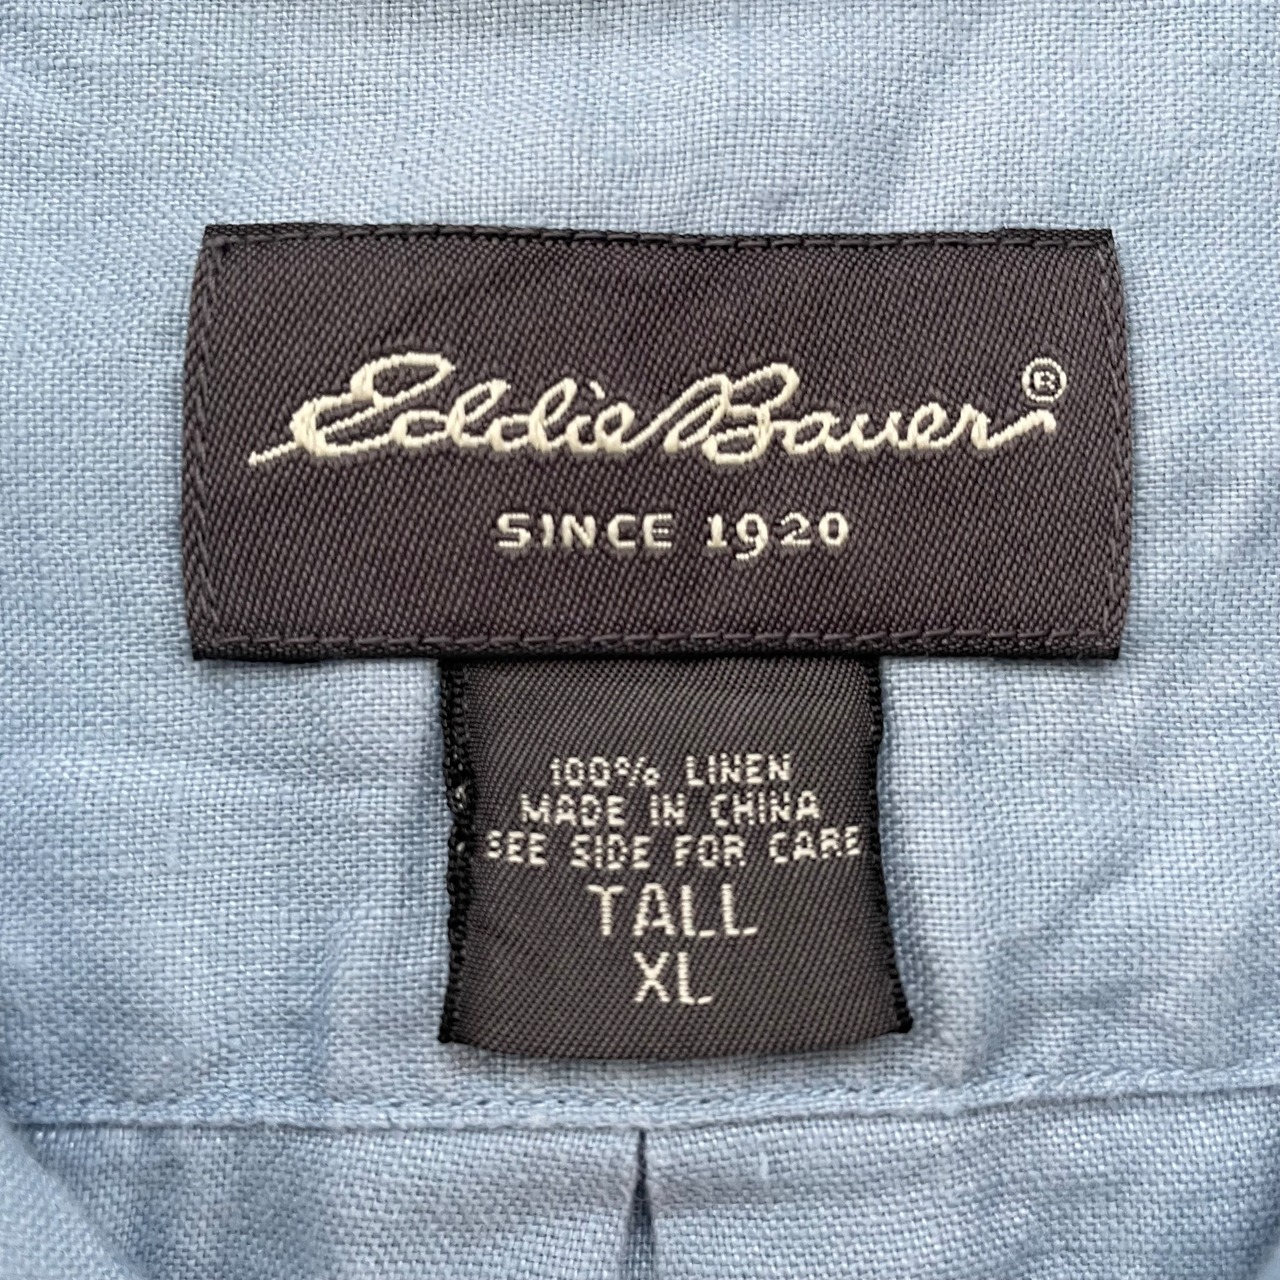 Eddie Bauer®
SINCE 1920
100% LINEN
MADE IN CHINA
SEE SIDE FOR CARE
TALL
XL